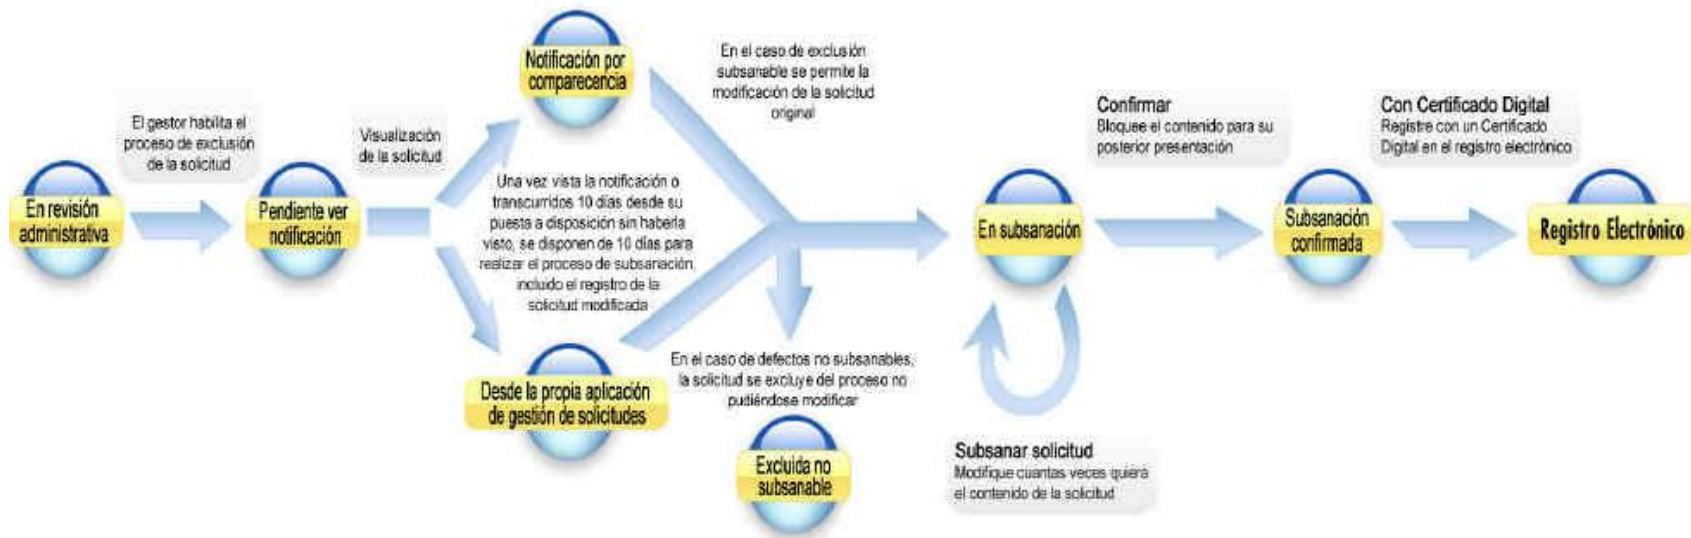 En revisión
administrativa
El gestor habilita el
proceso de exclusión
de la solicitud
Pendiente ver
notificación
Visualización
de la solicitud
Notificación por
comparecencia
Una vez vista la notificación o
transcurridos 10 días desde su
puesta a disposición sin haberla
visto, se disponen de 10 días para
realizar el proceso de subsanación,
incluido el registro de la
solicitud modificada
Desde la propia aplicación
de gestión de solicitudes
En el caso de exclusión
subsanable se permite la
modificación de la solicitud
original
En el caso de defectos no subsanables,
la solicitud se excluye del proceso no
pudiéndose modificar
Excluida no
subsanable
En subsanación
Subsanar solicitud
Modifique cuantas veces quiera
el contenido de la solicitud
Confirmar
Bloquee el contenido para su
posterior presentación
Subsanación
confirmada
Con Certificado Digital
Registre con un Certificado
Digital en el registro electrónico
Registro Electrónico